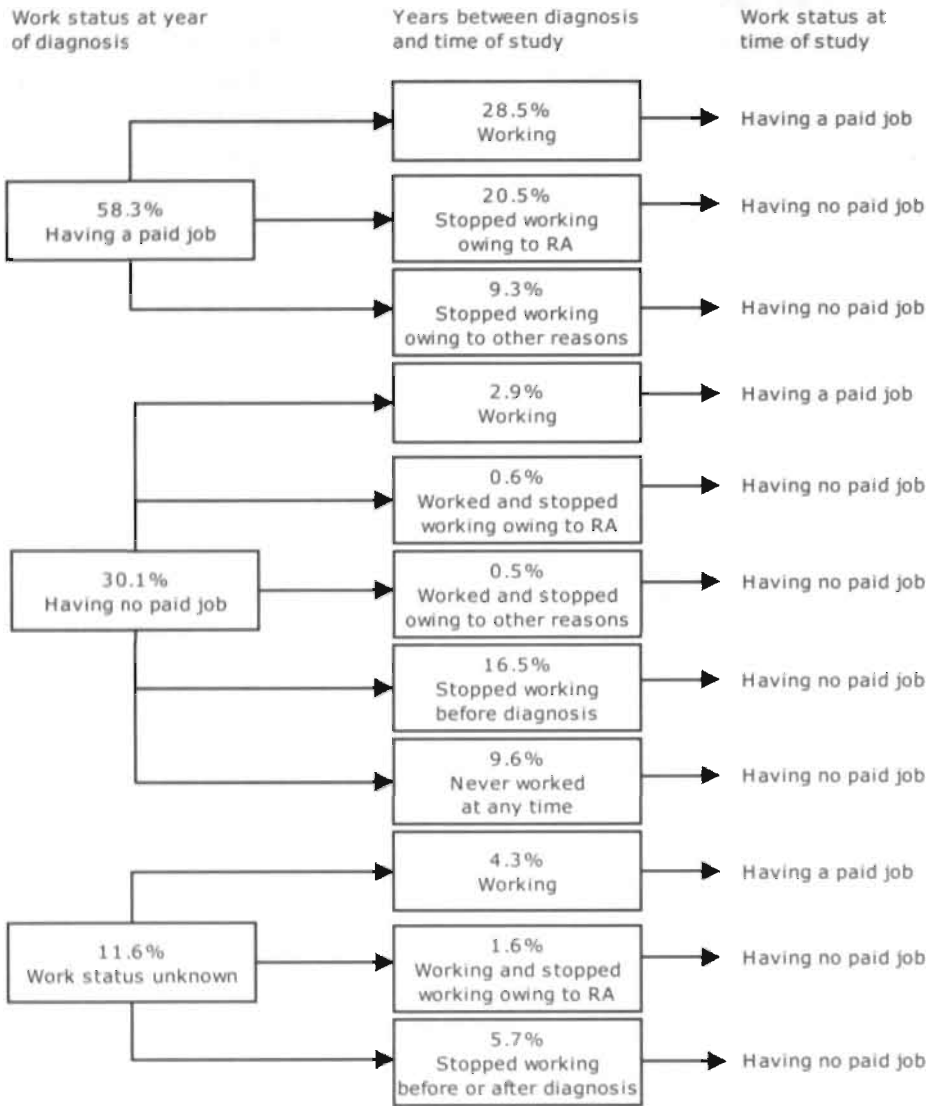 Work status at year
of diagnosis
Years between diagnosis
and time of study
Work status at
time of study
58.3%
Having a paid job
28.5%
Working
Having a paid job
20.5%
Stopped working
owing to RA
Having no paid job
9.3%
Stopped working
owing to other reasons
Having no paid job
30.1%
Having no paid job
2.9%
Working
Having a paid job
0.6%
Worked and stopped
working owing to RA
Having no paid job
0.5%
Worked and stopped
owing to other reasons
Having no paid job
16.5%
Stopped working
before diagnosis
Having no paid job
9.6%
Never worked
at any time
Having no paid job
11.6%
Work status unknown
4.3%
Working
Having a paid job
1.6%
Working and stopped
working owing to RA
Having no paid job
5.7%
Stopped working
before or after diagnosis
Having no paid job